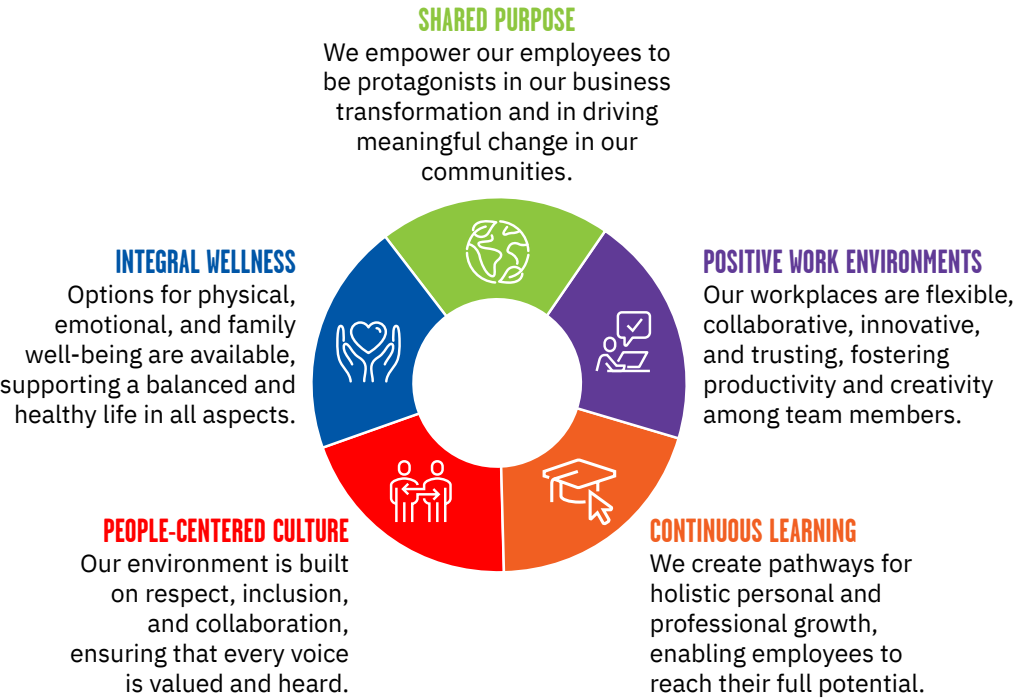 SHARED PURPOSE
We empower our employees to
be protagonists in our business
transformation and in driving
meaningful change in our
communities.
INTEGRAL WELLNESS
Options for physical,
emotional, and family
well-being are available,
supporting a balanced and
healthy life in all aspects.
POSITIVE WORK ENVIRONMENTS
Our workplaces are flexible,
collaborative, innovative,
and trusting, fostering
productivity and creativity
among team members.
PEOPLE-CENTERED CULTURE
Our environment is built
on respect, inclusion,
and collaboration,
ensuring that every voice
is valued and heard.
CONTINUOUS LEARNING
We create pathways for
holistic personal and
professional growth,
enabling employees to
reach their full potential.